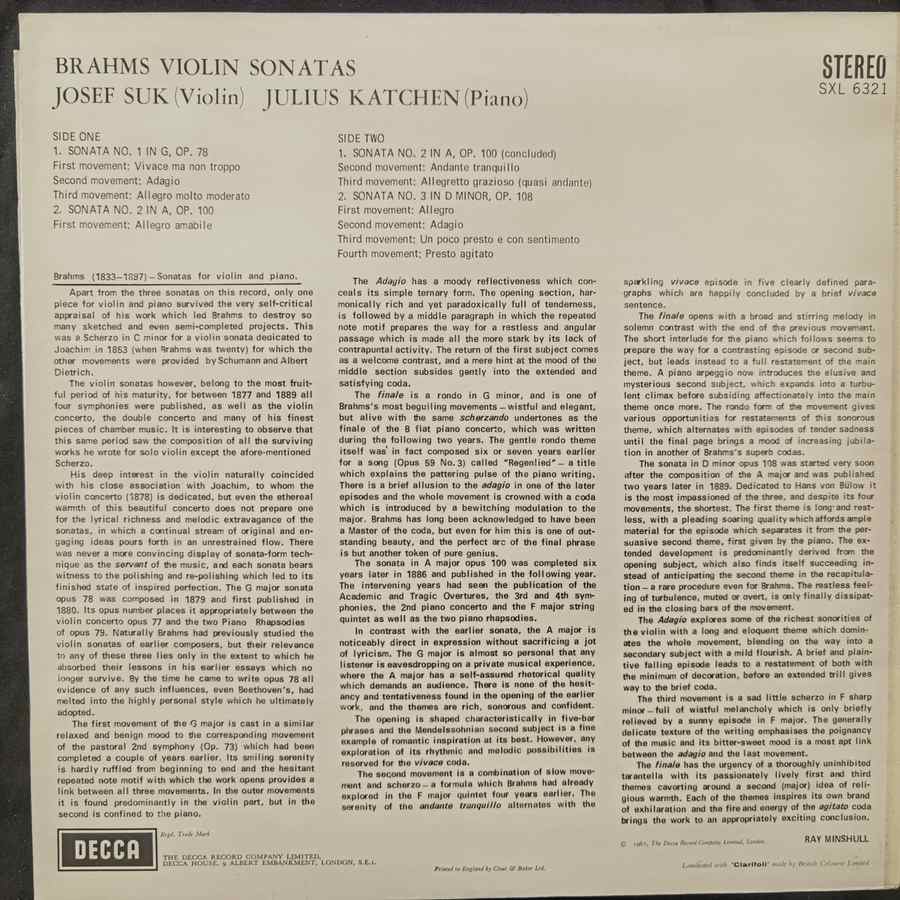 BRAHMS VIOLIN SONATAS
JOSEF SUK (Violin) JULIUS KATCHEN (Piano)
STEREO
SXL 6321
SIDE ONE
1. SONATA NO. 1 IN G, OP. 78
First movement: Vivace ma non troppo
Second movement: Adagio
Third movement: Allegro molto moderato
2. SONATA NO. 2 IN A, OP. 100
First movement: Allegro amabile
SIDE TWO
1. SONATA NO. 2 IN A, OP. 100 (concluded)
Second movement: Andante tranquillo
Third movement: Allegretto grazioso (quasi andante)
2. SONATA NO. 3 IN D MINOR, OP. 108
First movement: Allegro
Second movement: Adagio
Third movement: Un poco presto e con sentimento
Fourth movement: Presto agitato
Brahms (1833–1897) – Sonatas for violin and piano.
Apart from the three sonatas on this record, only one
piece for violin and piano survived the very self-critical
appraisal of his work which led Brahms to destroy so
many sketched and even semi-completed projects. This
was a Scherzo in C minor for a violin sonata dedicated to
Joachim in 1853 (when Brahms was twenty) for which the
other movements were provided by Schumann and Albert
Dietrich.
The violin sonatas however, belong to the most fruit-
ful period of his maturity, for between 1877 and 1889 all
four symphonies were published, as well as the violin
concerto, the double concerto and many of his finest
pieces of chamber music. It is interesting to observe that
this same period saw the composition of all the surviving
works he wrote for solo violin except the afore-mentioned
Scherzo.
His deep interest in the violin naturally coincided
with his close association with Joachim, to whom the
violin concerto (1878) is dedicated, but even the ethereal
warmth of this beautiful concerto does not prepare one
for the lyrical richness and melodic extravagance of the
sonatas, in which a continual stream of original and en-
gaging ideas pours forth in an unrestrained flow. There
was never a more convincing display of sonata-form tech-
nique as the servant of the music, and each sonata bears
witness to the polishing and re-polishing which led to its
finished state of inspired perfection. The G major sonata
opus 78 was composed in 1879 and first published in
1880. Its opus number places it appropriately between the
violin concerto opus 77 and the two Piano Rhapsodies
of opus 79. Naturally Brahms had previously studied the
violin sonatas of earlier composers, but their relevance
to any of these three lies only in the extent to which he
absorbed their lessons in his earlier essays which no
longer survive. By the time he came to write opus 78 all
evidence of any such influences, even Beethoven's, had
melted into the highly personal style which he ultimately
adopted.
The first movement of the G major is cast in a similar
relaxed and benign mood to the corresponding movement
of the pastoral 2nd symphony (Op. 73) which had been
completed a couple of years earlier. Its smiling serenity
is hardly ruffled from beginning to end and the hesitant
repeated note motif with which the work opens provides a
link between all three movements. In the outer movements
it is found predominantly in the violin part, but in the
second is confined to the piano.
The Adagio has a moody reflectiveness which con-
ceals its simple ternary form. The opening section, har-
monically rich and yet paradoxically full of tenderness,
is followed by a middle paragraph in which the repeated
note motif prepares the way for a restless and angular
passage which is made all the more stark by its lack of
contrapuntal activity. The return of the first subject comes
as a welcome contrast, and a mere hint at the mood of the
middle section subsides gently into the extended and
satisfying coda.
The finale is a rondo in G minor, and is one of
Brahms's most beguiling movements – wistful and elegant,
but alive with the same scherzando undertones as the
finale of the B flat piano concerto, which was written
during the following two years. The gentle rondo theme
itself was in fact composed six or seven years earlier
for a song (Opus 59 No. 3) called "Regenlied" – a title
which explains the pattering pulse of the piano writing.
There is a brief allusion to the adagio in one of the later
episodes and the whole movement is crowned with a coda
which is introduced by a bewitching modulation to the
major. Brahms has long been acknowledged to have been
a Master of the coda, but even for him this is one of out-
standing beauty, and the perfect arc of the final phrase
is but another token of pure genius.
The sonata in A major opus 100 was completed six
years later in 1886 and published in the following year.
The intervening years had seen the publication of the
Academic and Tragic Overtures, the 3rd and 4th sym-
phonies, the 2nd piano concerto and the F major string
quintet as well as the two piano rhapsodies.
In contrast with the earlier sonata, the A major is
noticeably direct in expression without sacrificing a jot
of lyricism. The G major is almost so personal that any
listener is eavesdropping on a private musical experience,
where the A major has a self-assured rhetorical quality
which demands an audience. There is none of the hesit-
ancy and tentativeness found in the opening of the earlier
work, and the themes are rich, sonorous and confident.
The opening is shaped characteristically in five-bar
phrases and the Mendelssohnian second subject is a fine
example of romantic inspiration at its best. However, any
exploration of its rhythmic and melodic possibilities is
reserved for the vivace coda.
The second movement is a combination of slow move-
ment and scherzo – a formula which Brahms had already
explored in the F major quintet four years earlier. The
serenity of the andante tranquillo alternates with the
sparkling vivace episode in five clearly defined para-
graphs which are happily concluded by a brief vivace
sentence.
The finale opens with a broad and stirring melody in
solemn contrast with the end of the previous movement.
The short interlude for the piano which follows seems to
prepare the way for a contrasting episode or second sub-
ject, but leads instead to a full restatement of the main
theme. A piano arpeggio now introduces the elusive and
mysterious second subject, which expands into a turbu-
lent climax before subsiding affectionately into the main
theme once more. The rondo form of the movement gives
various opportunities for restatements of this sonorous
theme, which alternates with episodes of tender sadness
until the final page brings a mood of increasing jubila-
tion in another of Brahms's superb codas.
The sonata in D minor opus 108 was started very soon
after the composition of the A major and was published
two years later in 1889. Dedicated to Hans von Bülow it
is the most impassioned of the three, and despite its four
movements, the shortest. The first theme is long and rest-
less, with a pleading soaring quality which affords ample
material for the episode which separates it from the per-
suasive second theme, first given by the piano. The ex-
tended development is predominantly derived from the
opening subject, which also finds itself succeeding in-
stead of anticipating the second theme in the recapitula-
tion – a rare procedure even for Brahms. The restless feel-
ing of turbulence, muted or overt, is only finally dissipat-
ed in the closing bars of the movement.
The Adagio explores some of the richest sonorities of
the violin with a long and eloquent theme which domin-
ates the whole movement, blending on the way into a
secondary subject with a mild flourish. A brief and plain-
tive falling episode leads to a restatement of both with
the minimum of decoration, before an extended trill gives
way to the brief coda.
The third movement is a sad little scherzo in F sharp
minor – full of wistful melancholy which is only briefly
relieved by a sunny episode in F major. The generally
delicate texture of the writing emphasises the poignancy
of the music and its bitter-sweet mood is a most apt link
between the adagio and the last movement.
The finale has the urgency of a thoroughly uninhibited
tarantella with its passionately lively first and third
themes cavorting around a second (major) idea of reli-
gious warmth. Each of the themes inspires its own brand
of exhilaration and the fire and energy of the agitato coda
brings the work to an appropriately exciting conclusion.
RAY MINSHULL
DECCA
Regd. Trade Mark
THE DECCA RECORD COMPANY LIMITED,
DECCA HOUSE, 9 ALBERT EMBANKMENT, LONDON, S.E.1.
Printed in England by Clout & Baker Ltd.
© 1967, The Decca Record Company Limited, London.
Laminated with "Clarifoil" made by British Celanese Limited